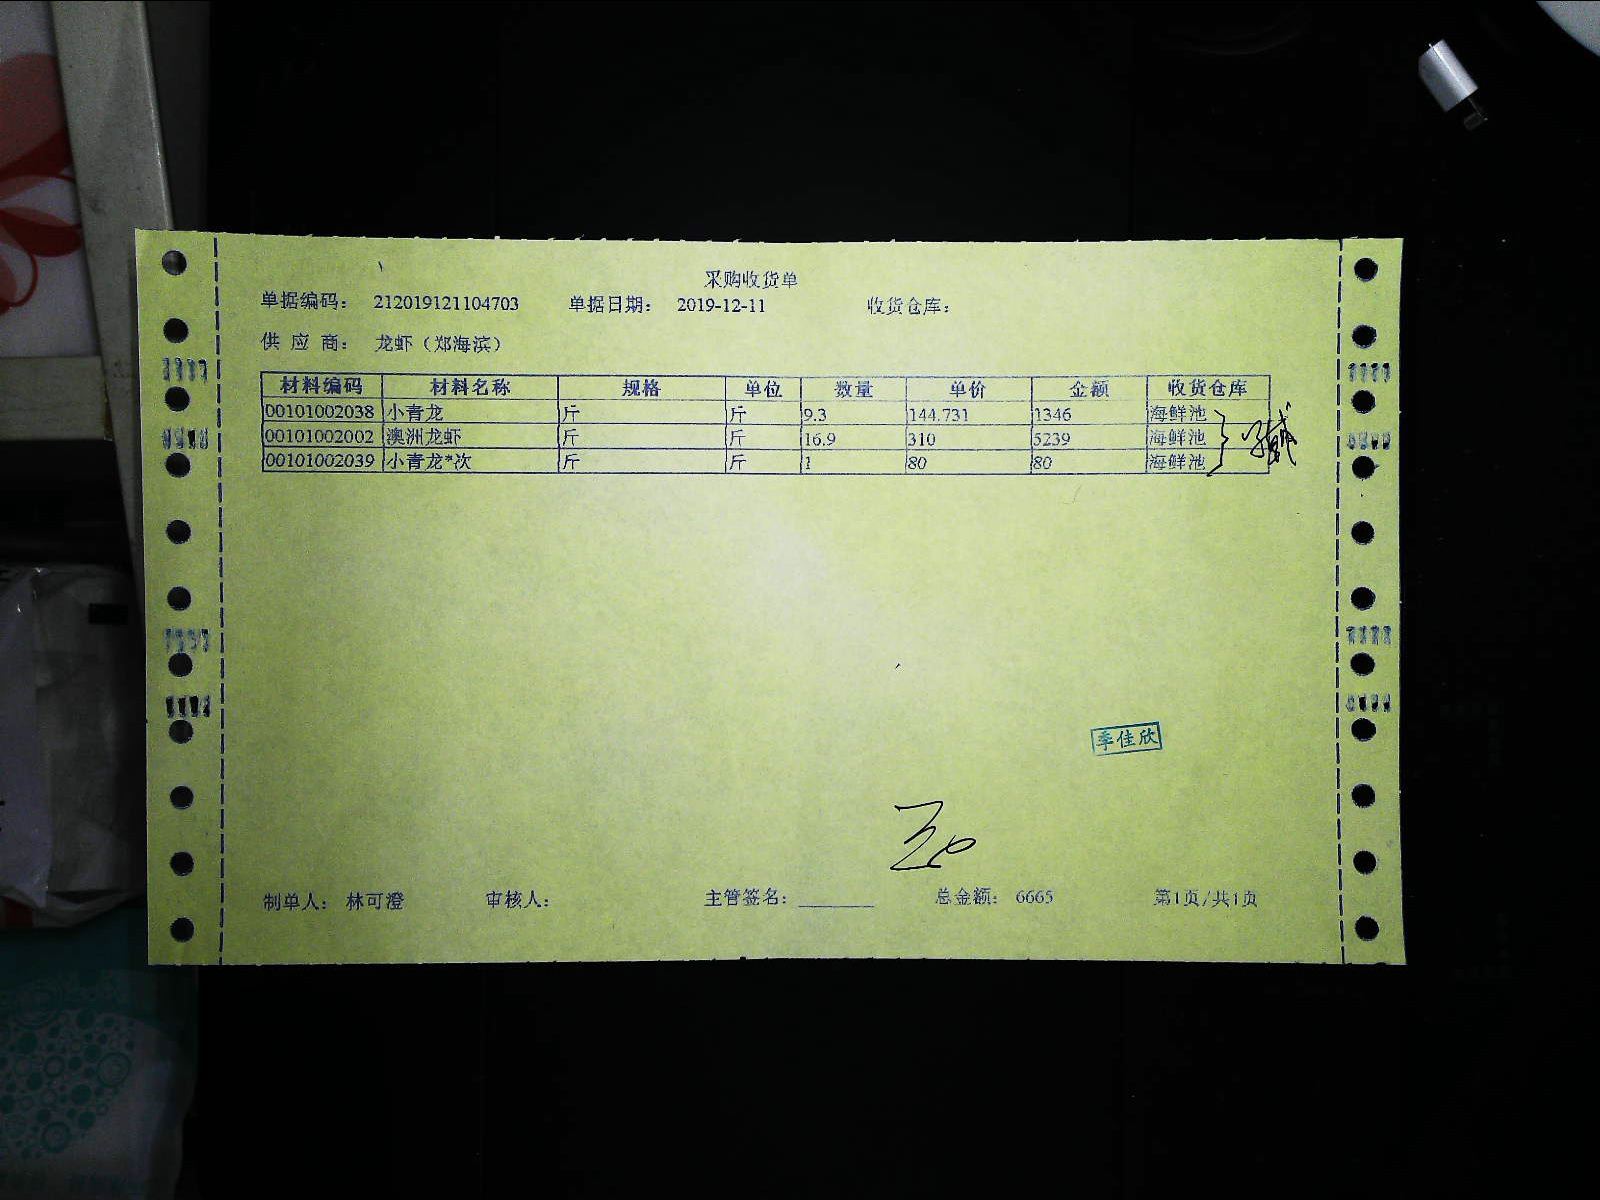 采购收货单
单据编码： 212019121104703 单据日期： 2019-12-11 收货仓库：
供 应 商： 龙虾（郑海滨）
材料编码 材料名称 规格 单位 数量 单价 金额 收货仓库
00101002038 小青龙 斤 斤 9.3 144.731 1346 海鲜池
00101002002 澳洲龙虾 斤 斤 16.9 310 5239 海鲜池
00101002039 小青龙*次 斤 斤 1 80 80 海鲜池
季佳欣
制单人： 林可澄 审核人： 主管签名： 总金额： 6665 第1页/共1页